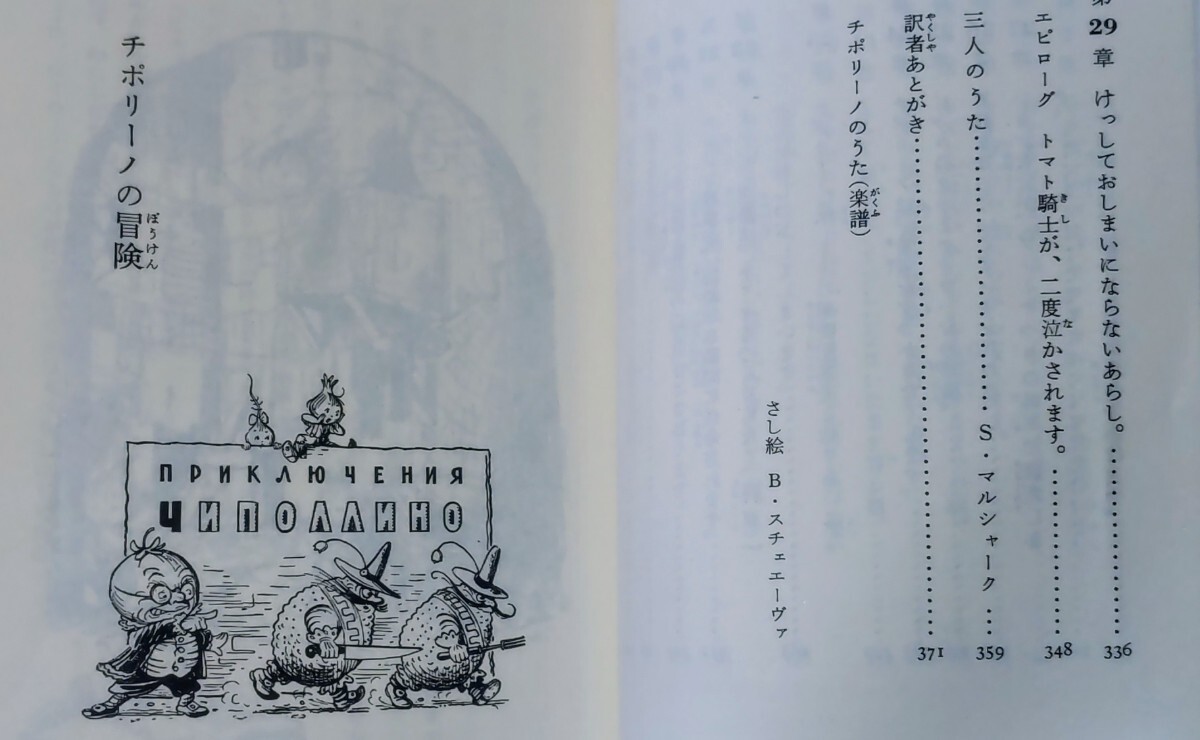 第29章 けっしておしまいにならないあらし。……………336
エピローグ トマト騎士が、二度泣かされます。……………348
三人のうた……………S・マルシャーク……359
訳者あとがき……………371
チポリーノのうた(楽譜)
さし絵 B・スチェエーヴァ
チポリーノの冒険
ПРИКЛЮЧЕНИЯ
ЧИПОЛЛИНО